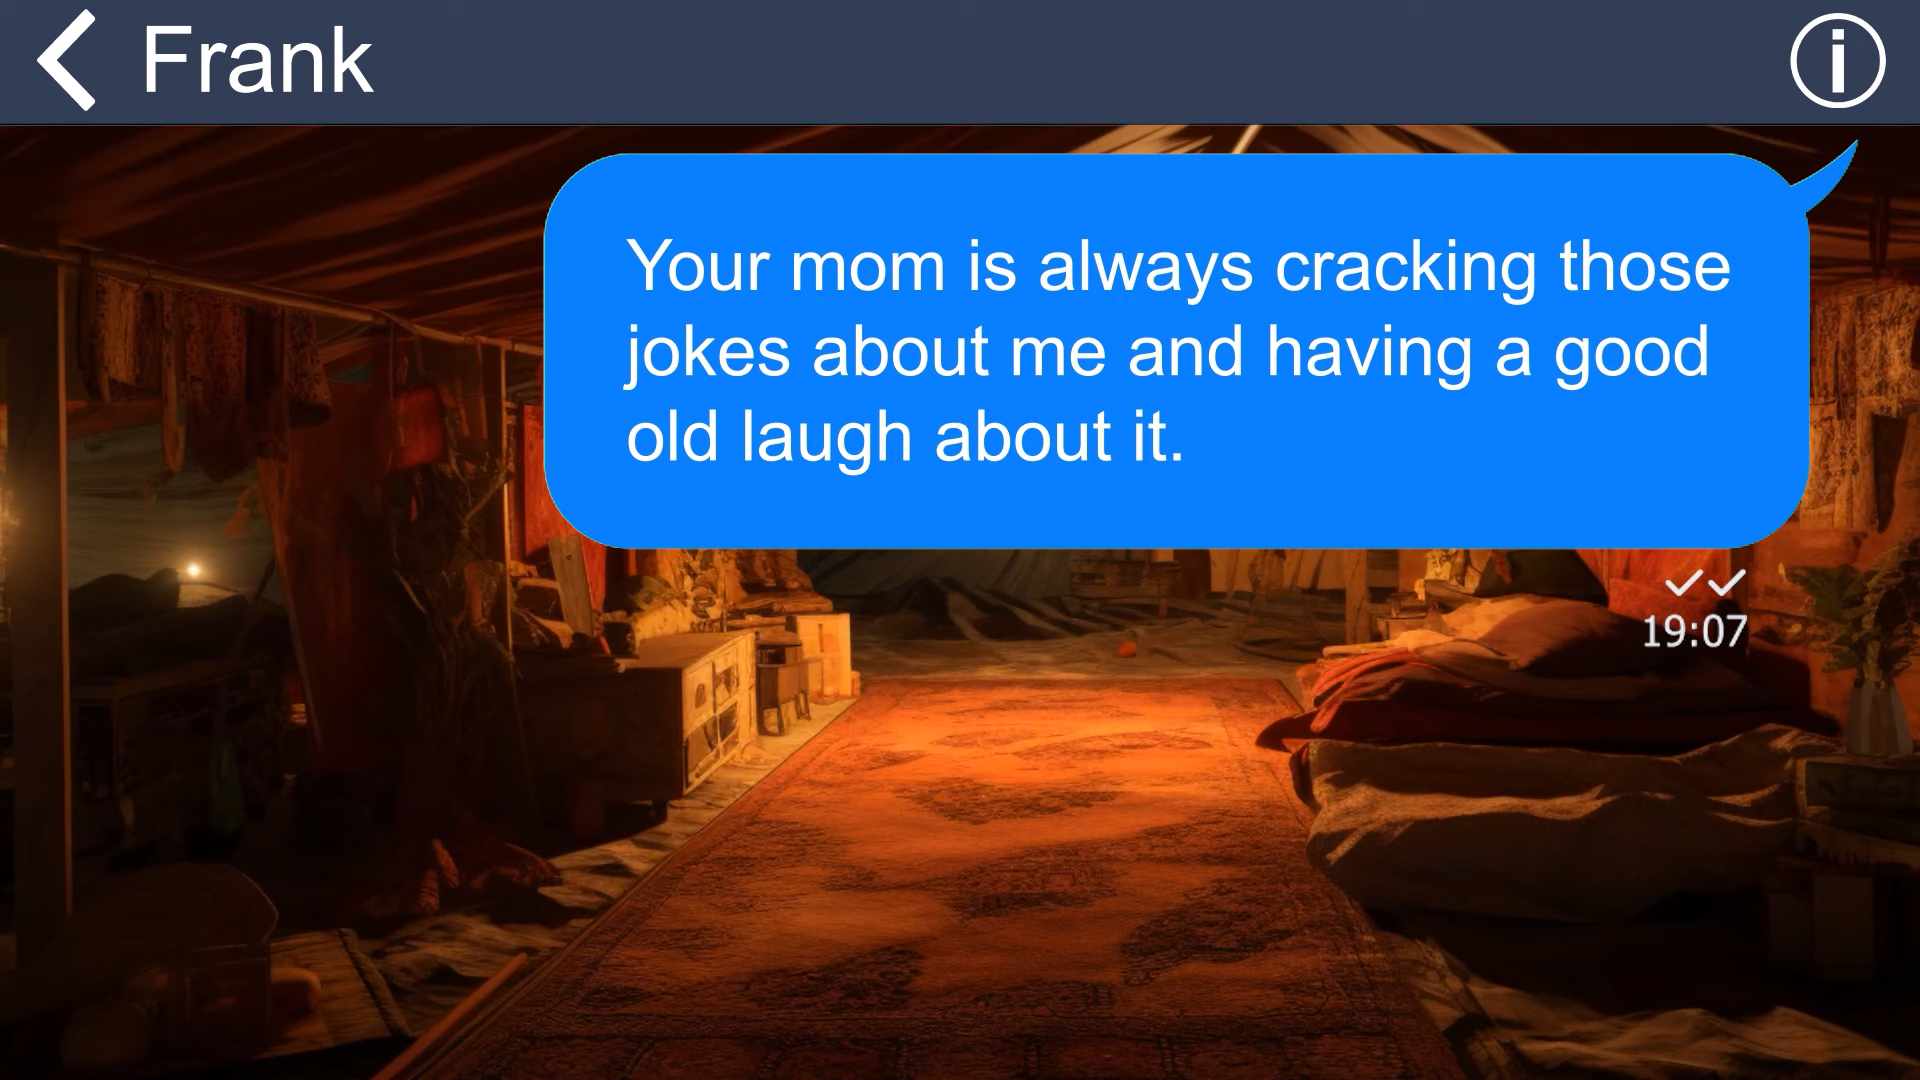 Frank
Your mom is always cracking those
jokes about me and having a good
old laugh about it.
19:07